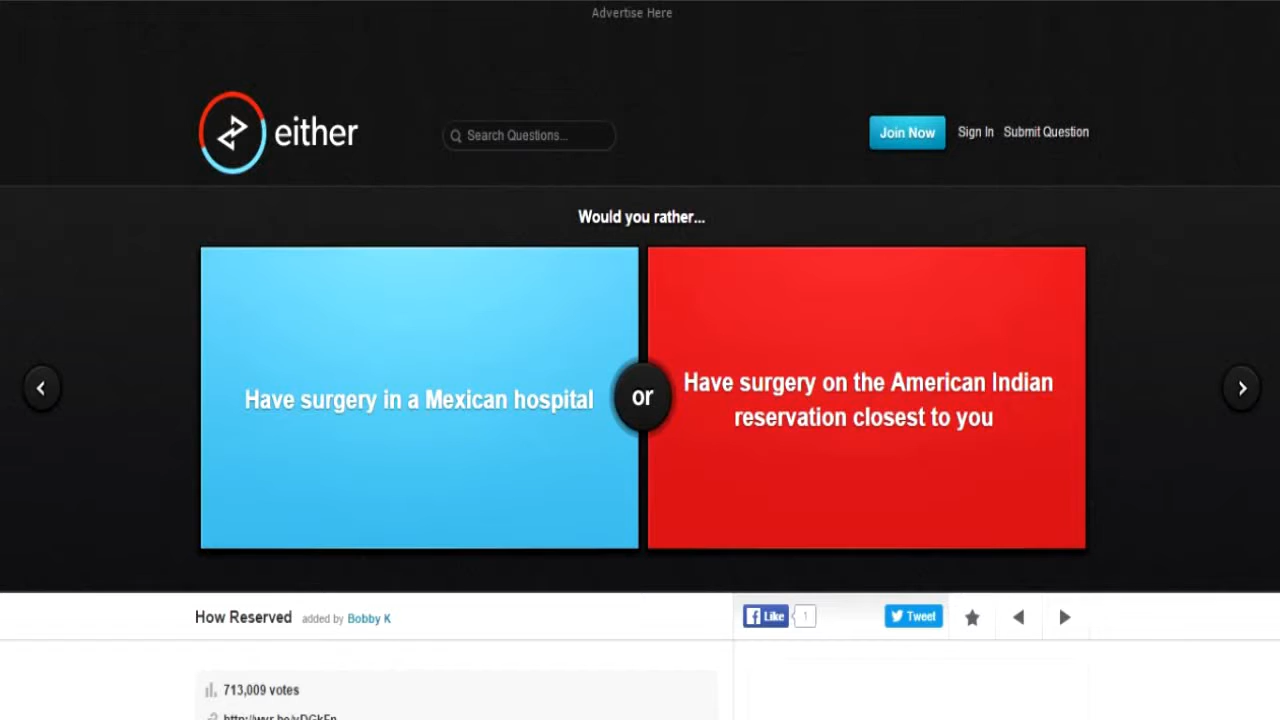 Advertise Here
either
Search Questions...
Join Now
Sign In
Submit Question
Would you rather...
Have surgery in a Mexican hospital
or
Have surgery on the American Indian
reservation closest to you
How Reserved added by Bobby K
Like
1
Tweet
713,009 votes